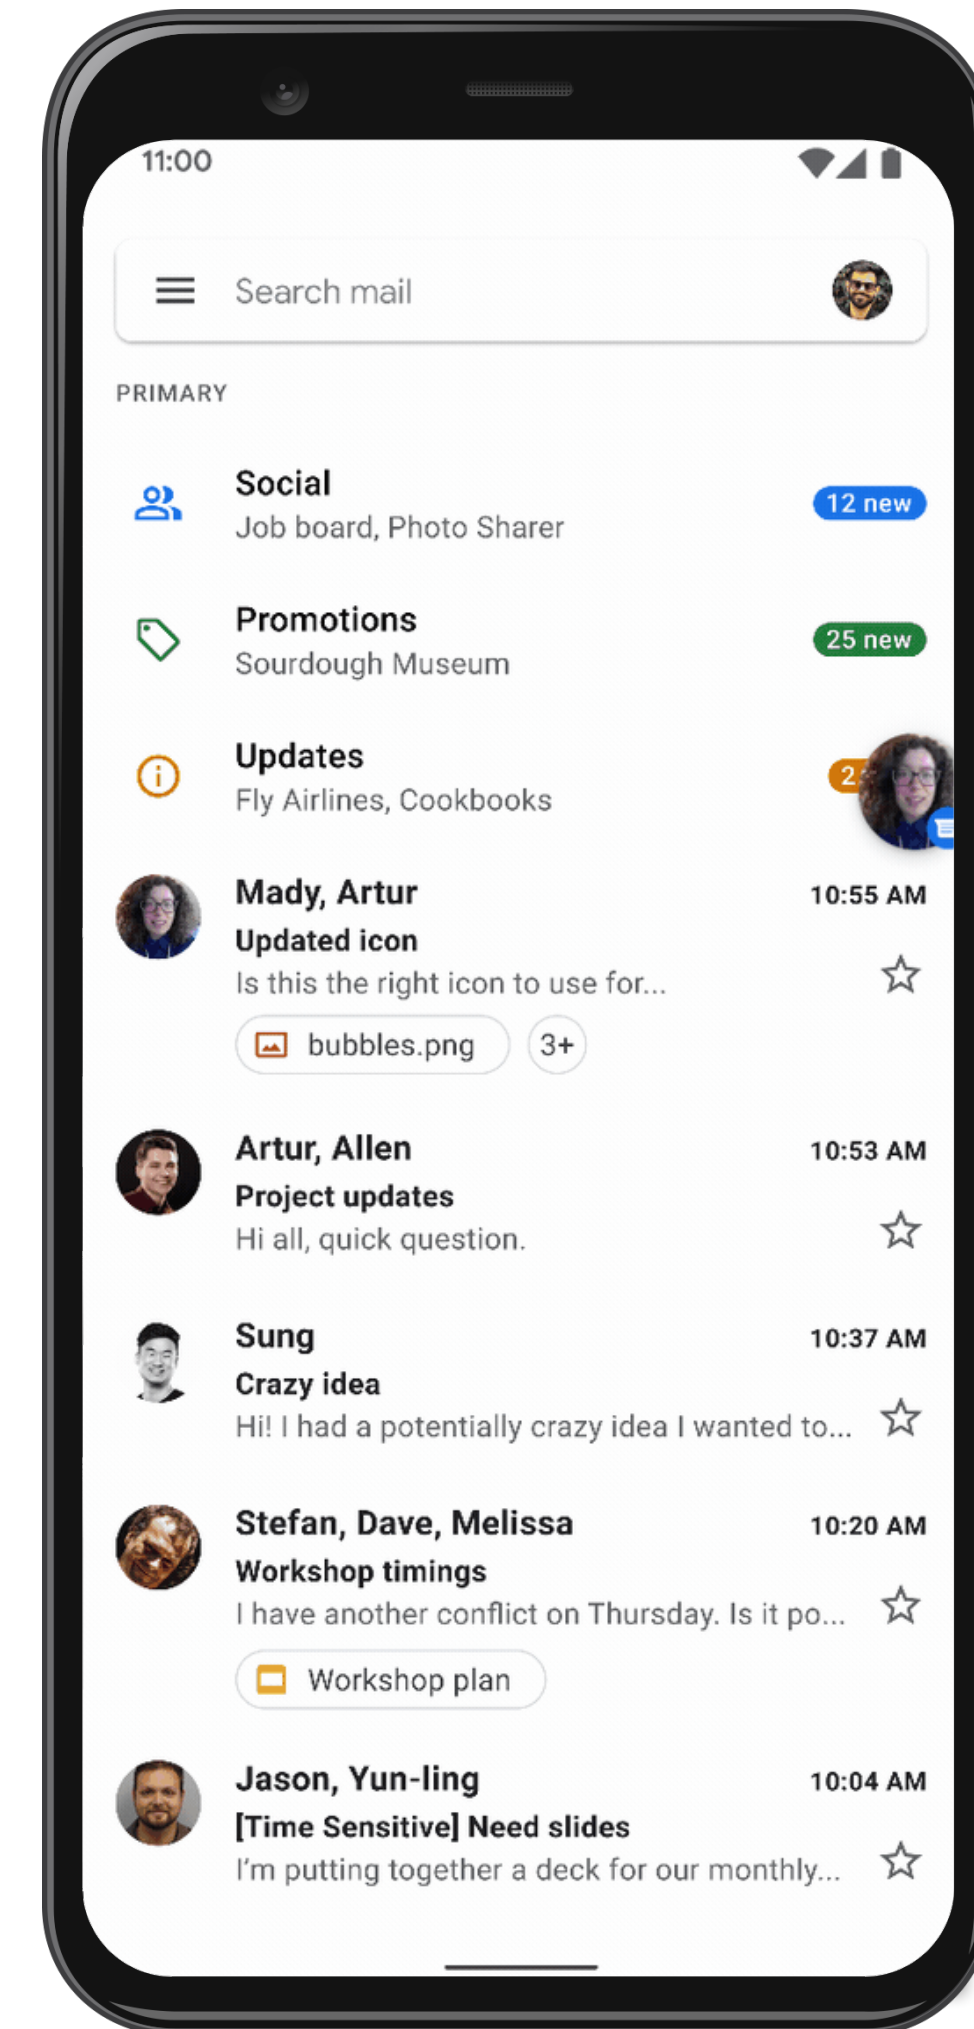 11:00
Search mail
PRIMARY
Social
Job board, Photo Sharer
12 new
Promotions
Sourdough Museum
25 new
Updates
Fly Airlines, Cookbooks
2
Mady, Artur
10:55 AM
Updated icon
Is this the right icon to use for...
bubbles.png
3+
Artur, Allen
10:53 AM
Project updates
Hi all, quick question.
Sung
10:37 AM
Crazy idea
Hi! I had a potentially crazy idea I wanted to...
Stefan, Dave, Melissa
10:20 AM
Workshop timings
I have another conflict on Thursday. Is it po...
Workshop plan
Jason, Yun-ling
10:04 AM
[Time Sensitive] Need slides
I'm putting together a deck for our monthly...